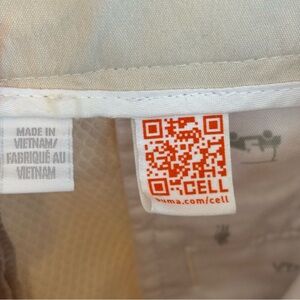 MADE IN
VIETNAM/
FABRIQUÉ AU
VIETNAM
CELL
puma.com/cell